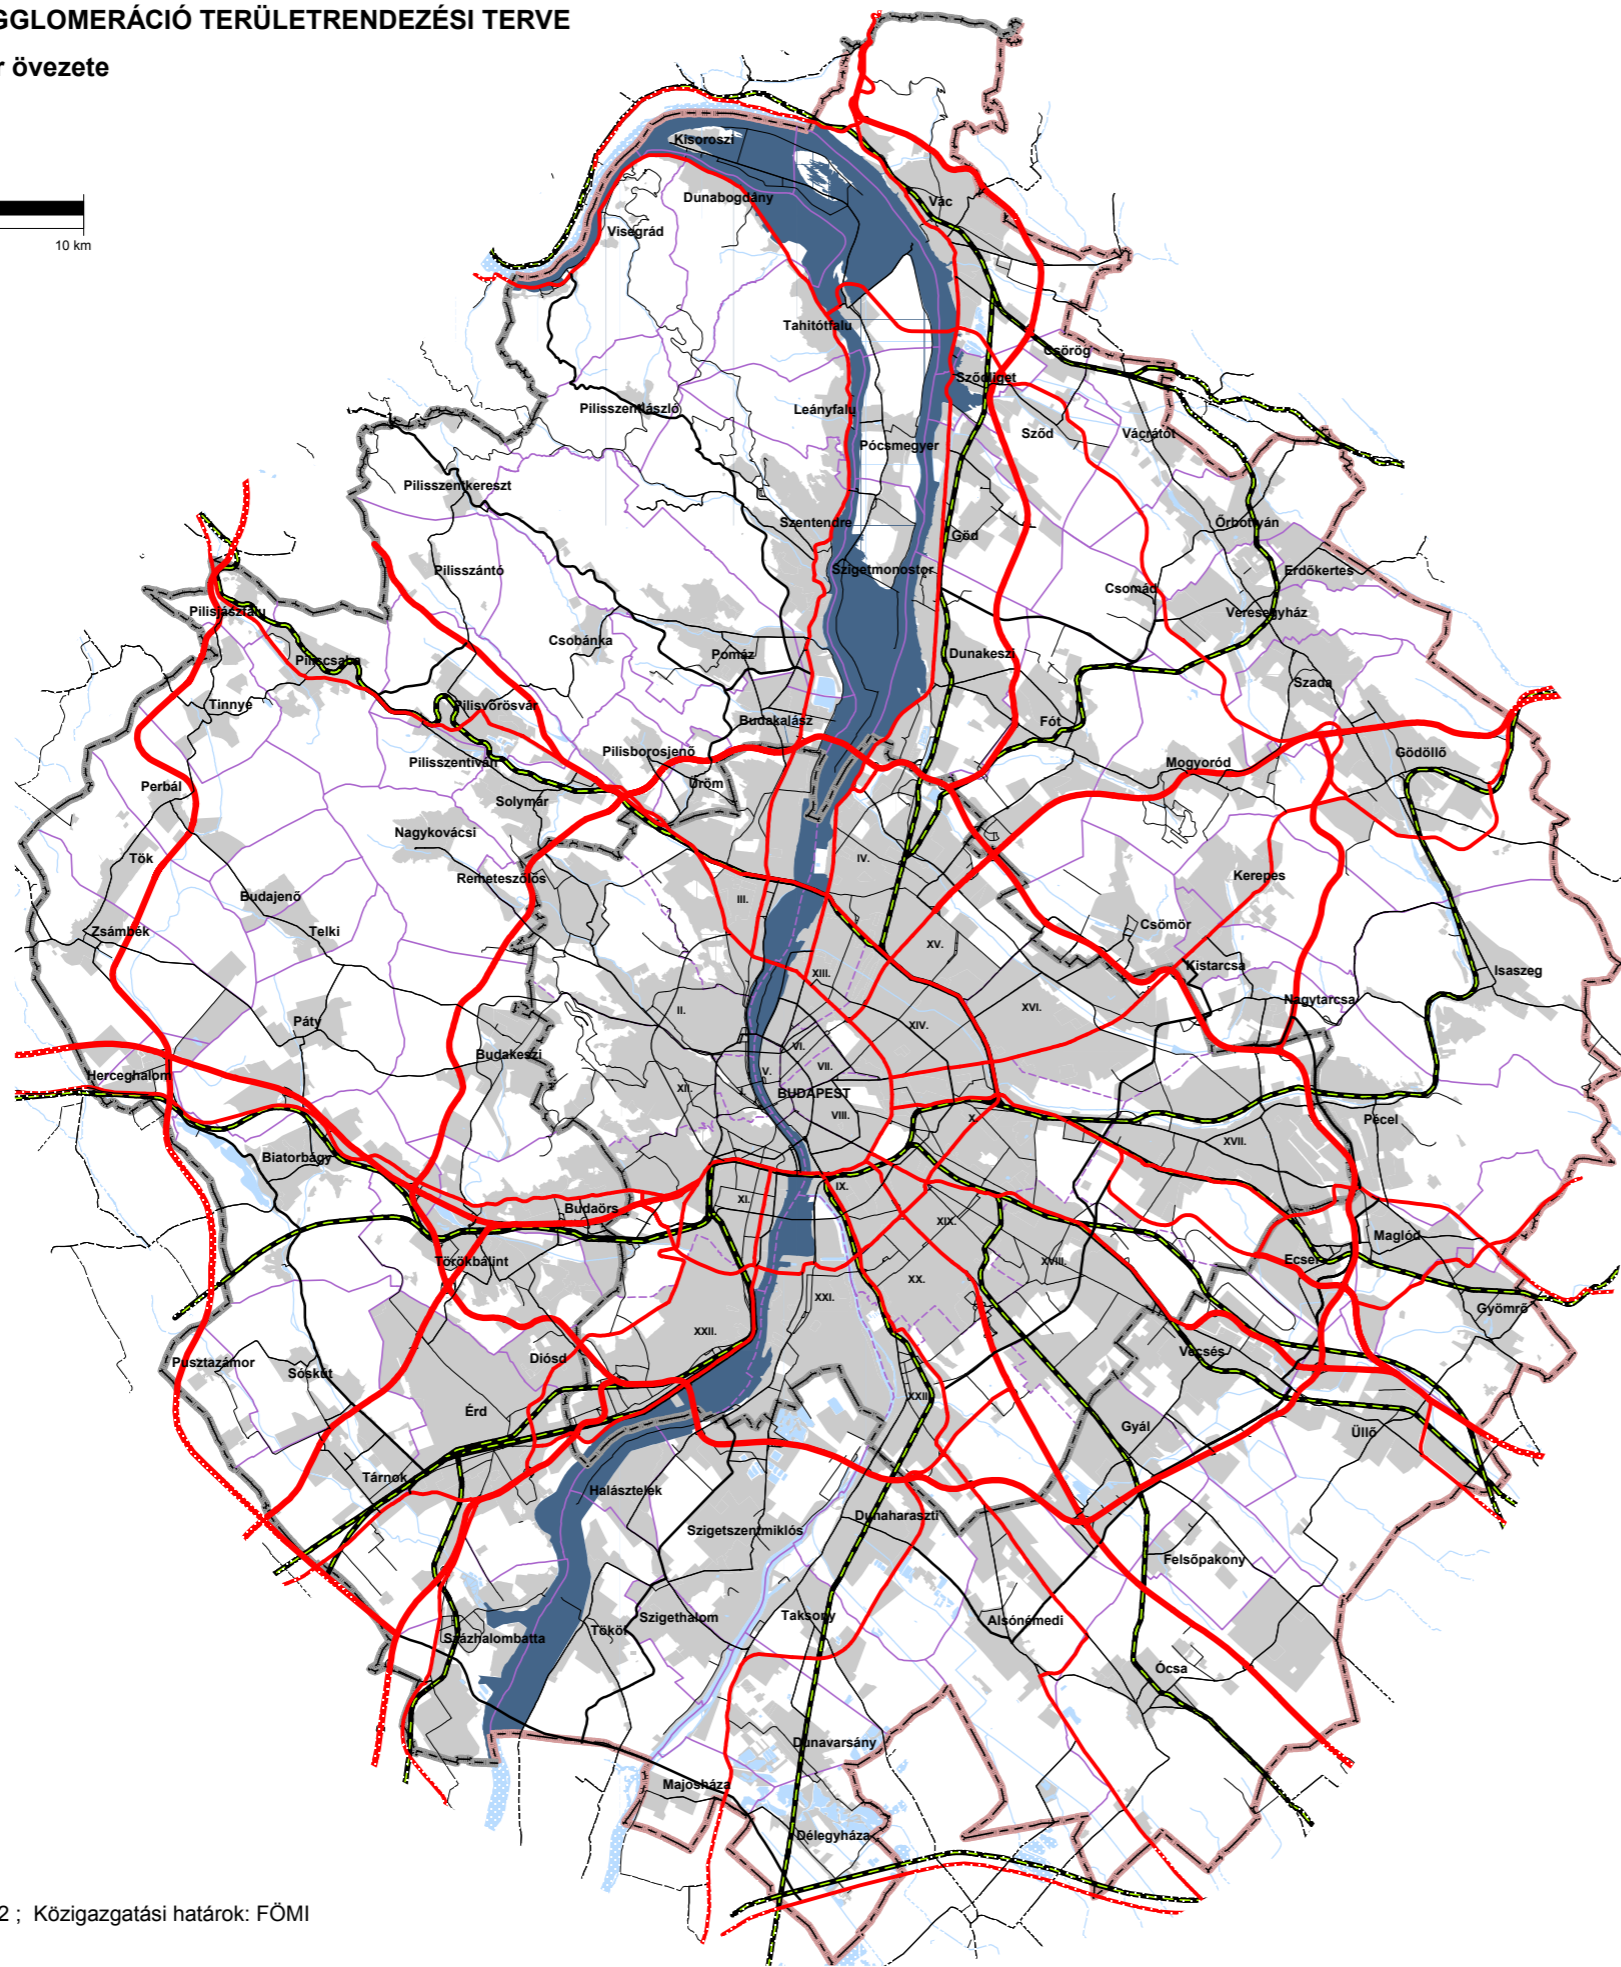 GGLOMERÁCIÓ TERÜLETRENDEZÉSI TERVE
r övezete
10 km
Kisoroszi
Dunabogdány
Vác
Visegrád
Tahitótfalu
Csörög
Sződliget
Pilisszentlászló
Leányfalu
Sződ
Vácrátót
Pócsmegyer
Pilisszentkereszt
Szentendre
Őrbottyán
Göd
Pilisszántó
Szigetmonostor
Erdőkertes
Csomád
Pilisjászfalu
Veresegyház
Csobánka
Pomáz
Dunakeszi
Piliscsaba
Szada
Tinnye
Pilisvörösvár
Budakalász
Fót
Pilisborosjenő
Gödöllő
Pilisszentiván
Mogyoród
Perbál
Üröm
Solymár
Nagykovácsi
Tök
IV.
Remeteszőlős
Kerepes
Budajenő
III.
Zsámbék
Telki
Csömör
XV.
Kistarcsa
XIII.
Isaszeg
Nagytarcsa
II.
XVI.
Páty
XIV.
VI.
Budakeszi
VII.
Herceghalom
V.
XII.
BUDAPEST
VIII.
X.
Pécel
XVII.
Biatorbágy
IX.
XI.
Budaörs
XIX.
Maglód
Törökbálint
XVIII.
Ecser
XX.
XXI.
Gyömrő
XXII.
Vecsés
Pusztazámor
Diósd
Sóskút
XXII
Érd
Gyál
Üllő
Tárnok
Halásztelek
Dunaharaszti
Szigetszentmiklós
Felsőpakony
Szigethalom
Taksony
Alsónémedi
Tököl
Százhalombatta
Ócsa
Dunavarsány
Majosháza
Délegyháza
2 ; Közigazgatási határok: FÖMI